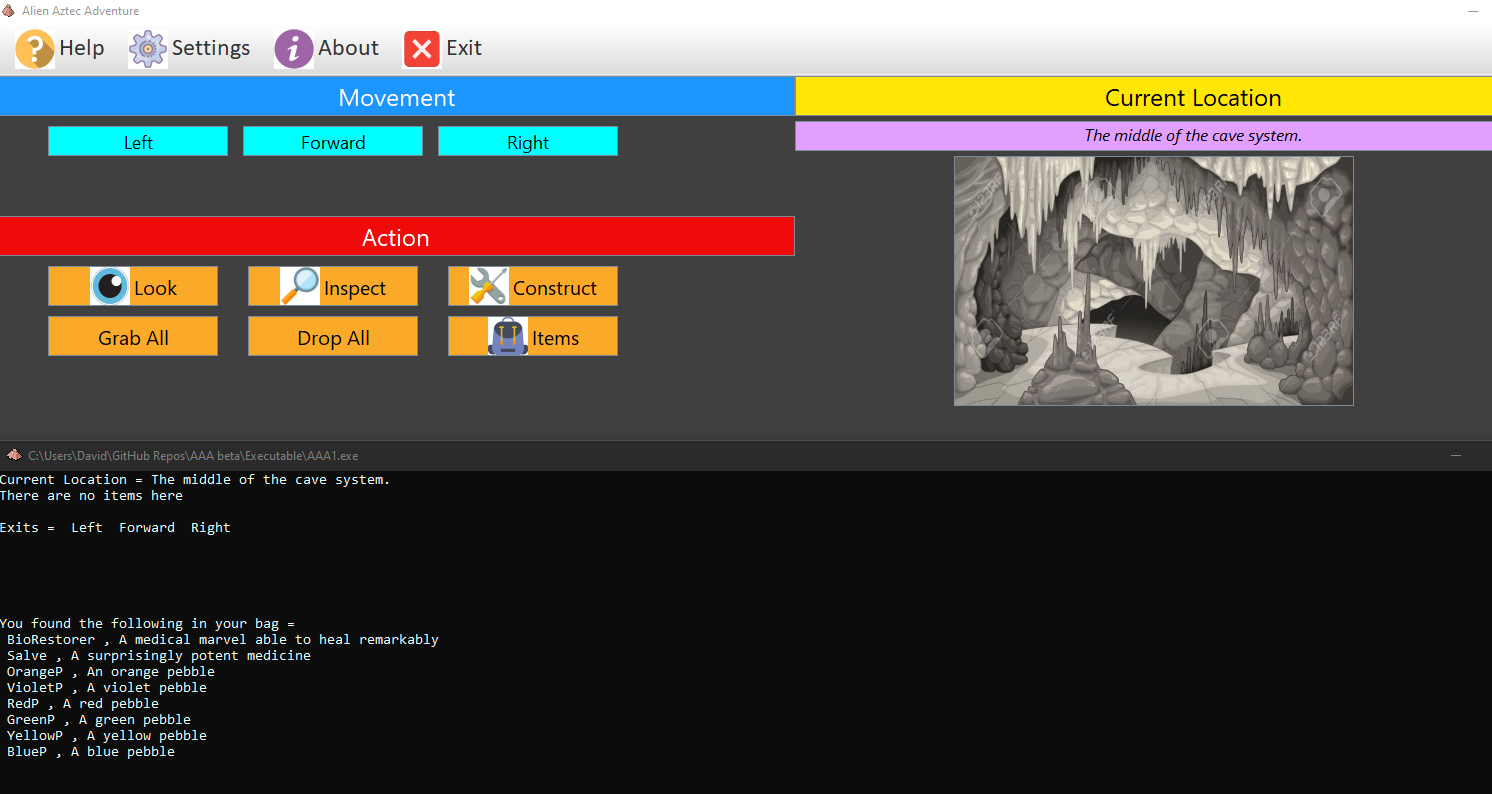 Alien Aztec Adventure
Help Settings About Exit
Movement
Left Forward Right
Action
Look Inspect Construct
Grab All Drop All Items
Current Location
The middle of the cave system.
123RF
123RF
123RF
C:\Users\David\GitHub Repos\AAA beta\Executable\AAA1.exe
Current Location = The middle of the cave system.
There are no items here
Exits =  Left  Forward  Right
You found the following in your bag =
BioRestorer , A medical marvel able to heal remarkably
Salve , A surprisingly potent medicine
OrangeP , An orange pebble
VioletP , A violet pebble
RedP , A red pebble
GreenP , A green pebble
YellowP , A yellow pebble
BlueP , A blue pebble